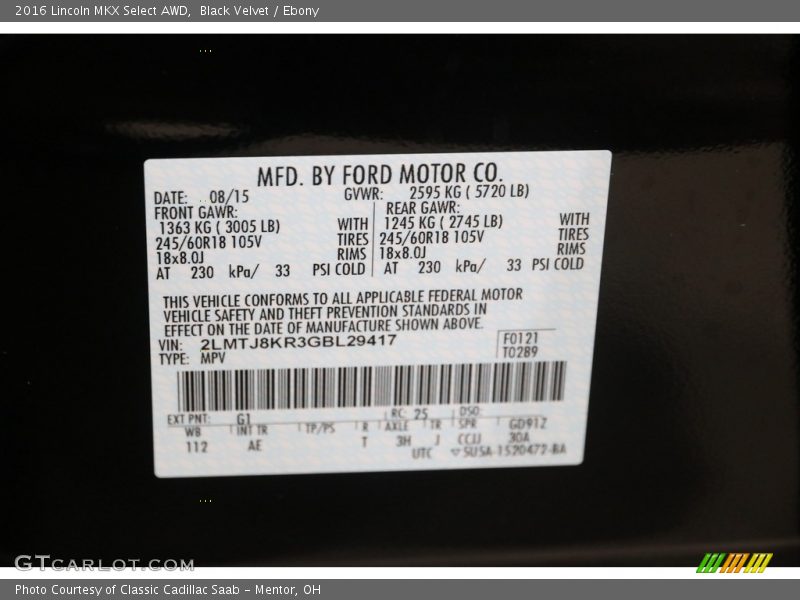 2016 Lincoln MKX Select AWD,  Black Velvet / Ebony
MFD. BY FORD MOTOR CO.
DATE: 08/15 GVWR: 2595 KG ( 5720 LB)
FRONT GAWR: REAR GAWR:
1363 KG ( 3005 LB) WITH 1245 KG ( 2745 LB) WITH
245/60R18 105V TIRES 245/60R18 105V TIRES
18x8.0J RIMS 18x8.0J RIMS
AT 230 kPa/ 33 PSI COLD AT 230 kPa/ 33 PSI COLD
THIS VEHICLE CONFORMS TO ALL APPLICABLE FEDERAL MOTOR
VEHICLE SAFETY AND THEFT PREVENTION STANDARDS IN
EFFECT ON THE DATE OF MANUFACTURE SHOWN ABOVE.
VIN: 2LMTJ8KR3GBL29417 F0121
TYPE: MPV T0289
EXT PNT: G1 RC: 25 DSO:
WB INT TR TP/PS R AXLE TR SPR GD91Z
112 AE T 3H J CCJJ 30A
UTC SUSA-1520472-BA
GTCARLOT.COM
Photo Courtesy of Classic Cadillac Saab - Mentor, OH